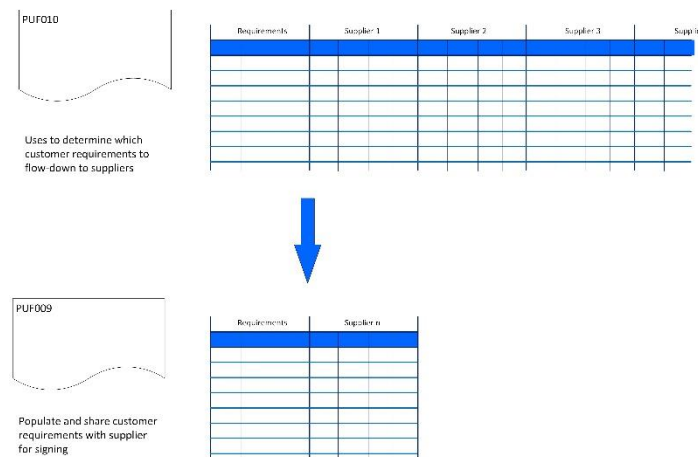 PUF010
Requirements Supplier 1 Supplier 2 Supplier 3
Uses to determine which
customer requirements to
flow-down to suppliers
PUF009
Requirements Supplier n
Populate and share customer
requirements with supplier
for signing